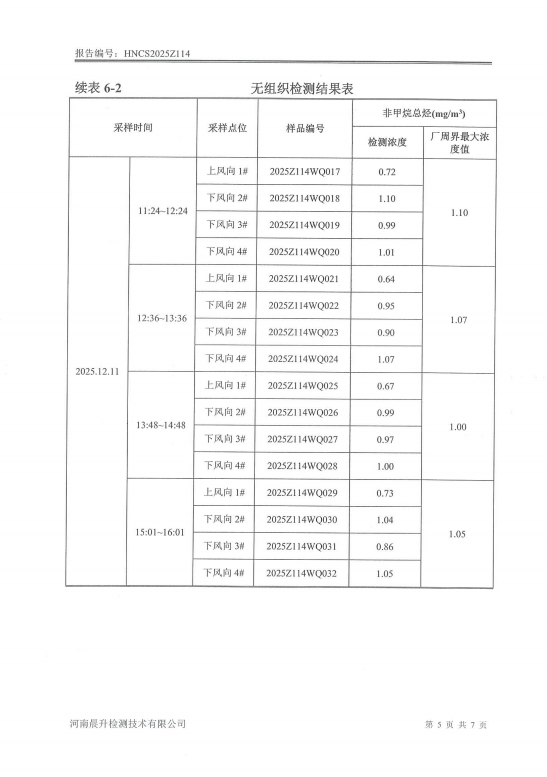 报告编号：HNCS2025Z114
续表 6-2 无组织检测结果表
采样时间 采样点位 样品编号 非甲烷总烃(mg/m³)
检测浓度 厂周界最大浓度值
2025.12.11 11:24~12:24 上风向 1# 2025Z114WQ017 0.72 1.10
下风向 2# 2025Z114WQ018 1.10
下风向 3# 2025Z114WQ019 0.99
下风向 4# 2025Z114WQ020 1.01
12:36~13:36 上风向 1# 2025Z114WQ021 0.64 1.07
下风向 2# 2025Z114WQ022 0.95
下风向 3# 2025Z114WQ023 0.90
下风向 4# 2025Z114WQ024 1.07
13:48~14:48 上风向 1# 2025Z114WQ025 0.67 1.00
下风向 2# 2025Z114WQ026 0.99
下风向 3# 2025Z114WQ027 0.97
下风向 4# 2025Z114WQ028 1.00
15:01~16:01 上风向 1# 2025Z114WQ029 0.73 1.05
下风向 2# 2025Z114WQ030 1.04
下风向 3# 2025Z114WQ031 0.86
下风向 4# 2025Z114WQ032 1.05
河南晨升检测技术有限公司 第 5 页 共 7 页